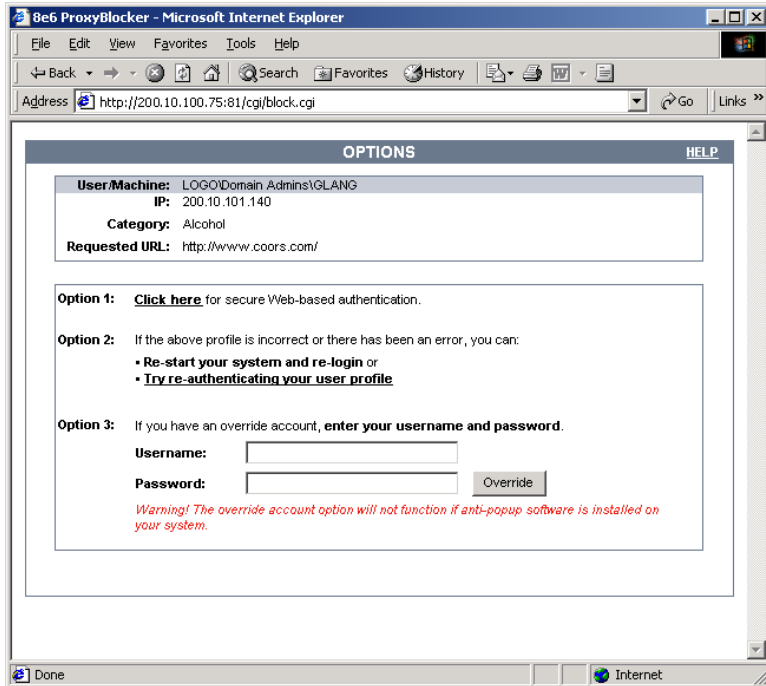 8e6 ProxyBlocker - Microsoft Internet Explorer
File Edit View Favorites Tools Help
Back Search Favorites History
Address http://200.10.100.75:81/cgi/block.cgi Go Links »
OPTIONS HELP
User/Machine: LOGO\Domain Admins\GLANG
IP: 200.10.101.140
Category: Alcohol
Requested URL: http://www.coors.com/
Option 1: Click here for secure Web-based authentication.
Option 2: If the above profile is incorrect or there has been an error, you can:
▪ Re-start your system and re-login or
▪ Try re-authenticating your user profile
Option 3: If you have an override account, enter your username and password.
Username:
Password: Override
Warning! The override account option will not function if anti-popup software is installed on
your system.
Done Internet